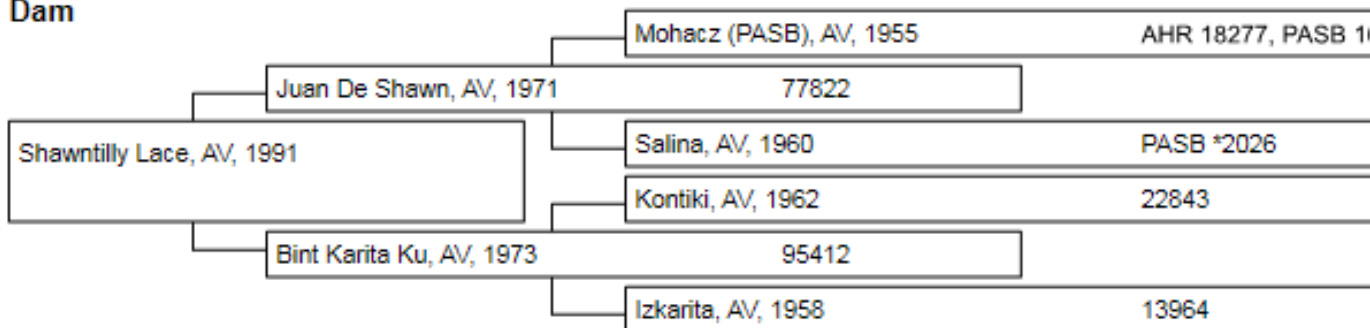 Dam
Mohacz (PASB), AV, 1955 AHR 18277, PASB
Juan De Shawn, AV, 1971 77822
Shawntilly Lace, AV, 1991
Salina, AV, 1960 PASB *2026
Kontiki, AV, 1962 22843
Bint Karita Ku, AV, 1973 95412
Izkarita, AV, 1958 13964